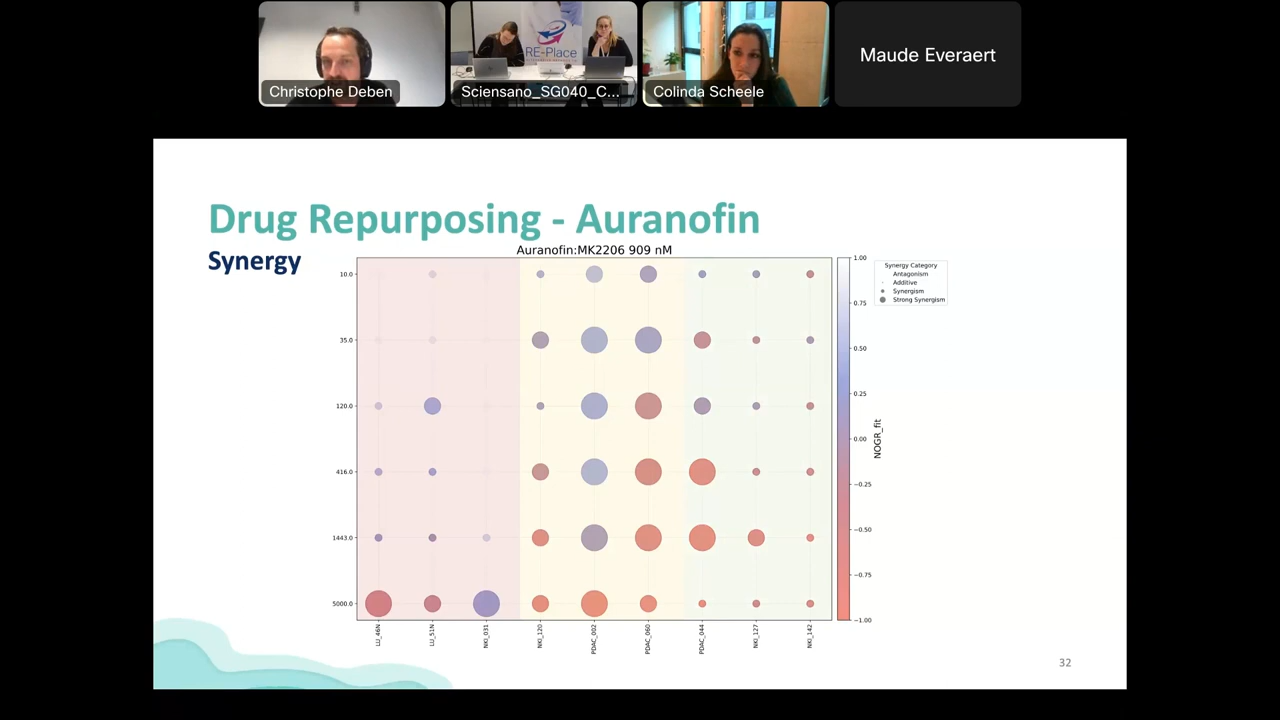 Christophe Deben
RE-Place
Sciensano_SG040_C...
Colinda Scheele
Maude Everaert
Drug Repurposing - Auranofin
Synergy
Auranofin:MK2206 909 nM
10.0
35.0
120.0
416.0
1443.0
5000.0
LU_46N
LU_51N
NKI_031
NKI_120
PDAC_002
PDAC_060
PDAC_044
NKI_127
NKI_142
1.00
0.75
0.50
0.25
0.00
−0.25
−0.50
−0.75
−1.00
NOGR_fit
Synergy Category
Antagonism
Additive
Synergism
Strong Synergism
32